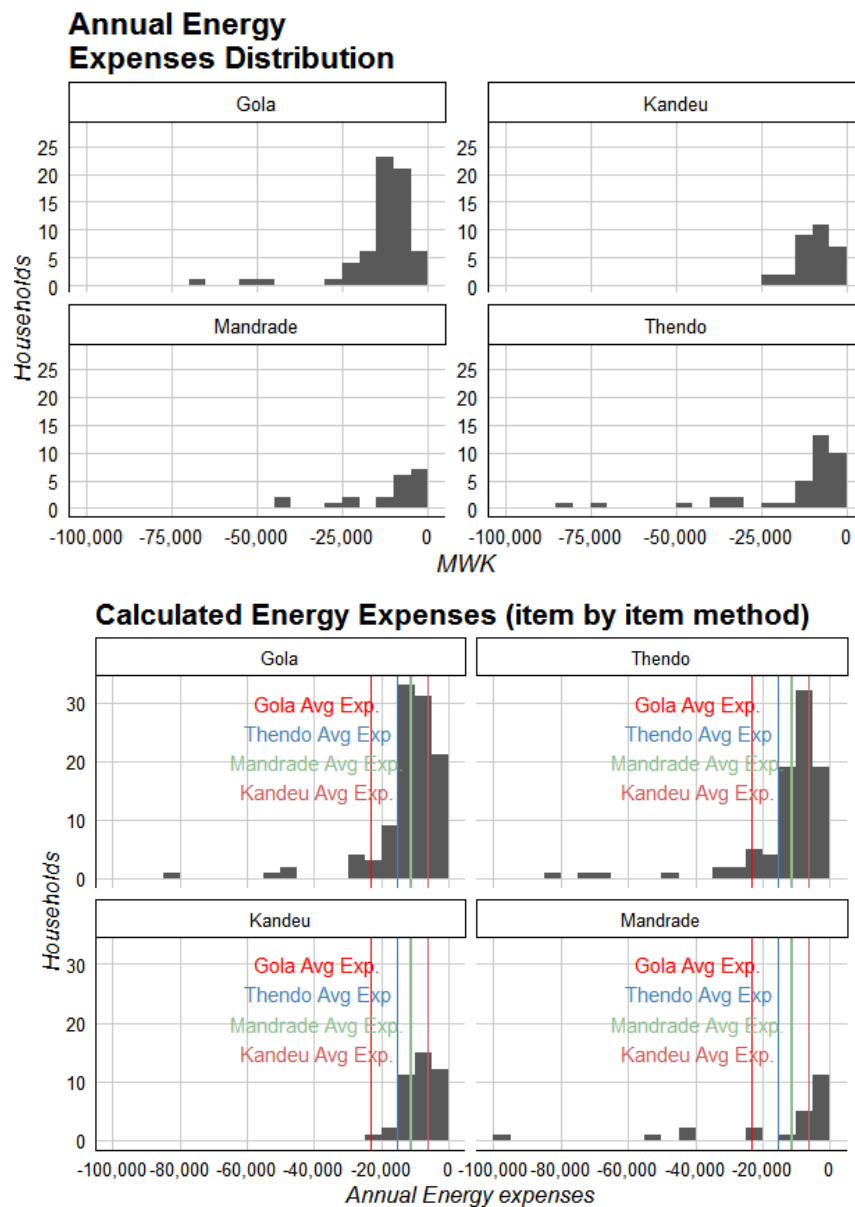 Annual Energy
Expenses Distribution
Gola
Kandeu
25
20
15
10
5
0
25
20
15
10
5
0
Mandrade
Thendo
25
20
15
10
5
0
25
20
15
10
5
0
Households
-100,000 -75,000 -50,000 -25,000 0
-100,000 -75,000 -50,000 -25,000 0
MWK
Calculated Energy Expenses (item by item method)
Gola
Thendo
30
20
10
0
Gola Avg Exp.
Thendo Avg Exp
Mandrade Avg Exp.
Kandeu Avg Exp.
Gola Avg Exp.
Thendo Avg Exp
Mandrade Avg Exp.
Kandeu Avg Exp.
Kandeu
Mandrade
30
20
10
0
Gola Avg Exp.
Thendo Avg Exp
Mandrade Avg Exp.
Kandeu Avg Exp.
Gola Avg Exp.
Thendo Avg Exp
Mandrade Avg Exp.
Kandeu Avg Exp.
Households
-100,000 -80,000 -60,000 -40,000 -20,000 0
-100,000 -80,000 -60,000 -40,000 -20,000 0
Annual Energy expenses